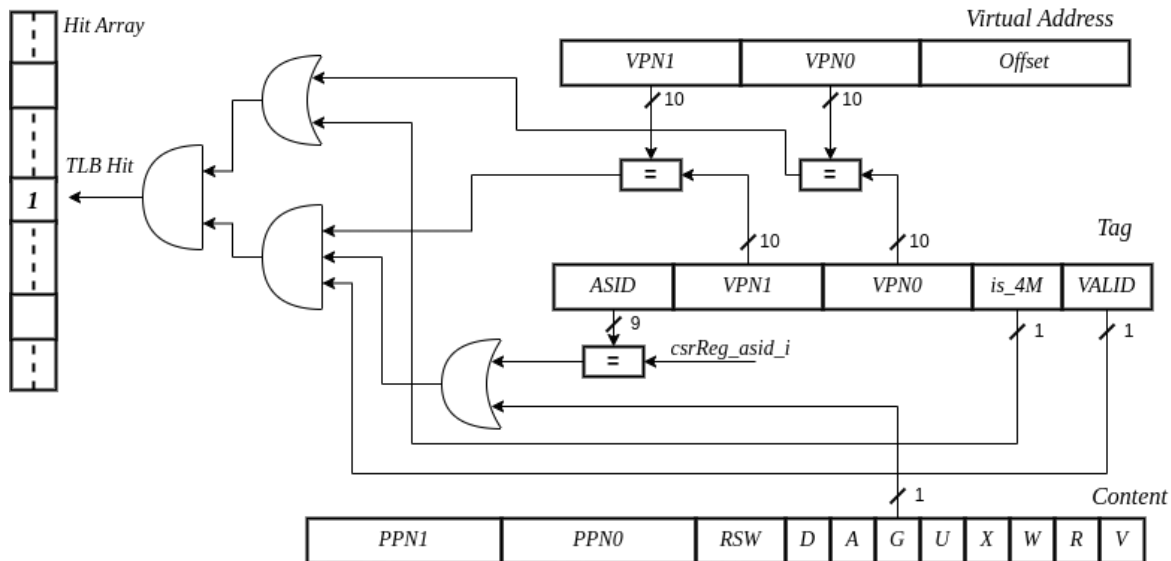 Hit Array
Virtual Address
VPN1 VPN0 Offset
10 10
TLB Hit
= =
1
10 10
Tag
ASID VPN1 VPN0 is_4M VALID
9 1 1
= csrReg_asid_i
1
Content
PPN1 PPN0 RSW D A G U X W R V